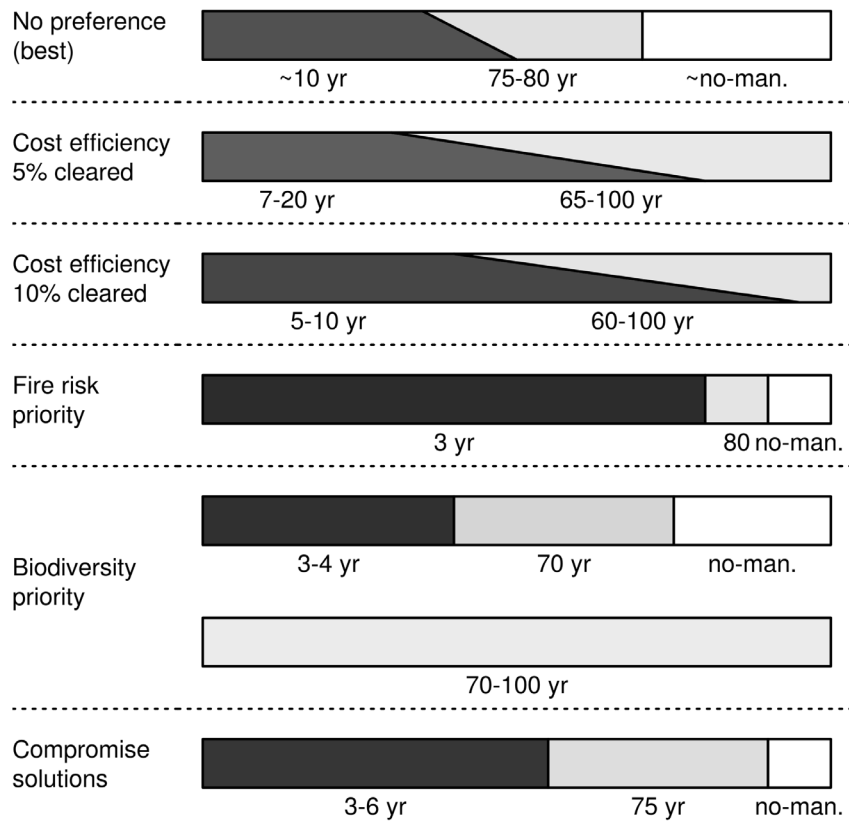 No preference
(best)
~10 yr 75-80 yr ~no-man.
Cost efficiency
5% cleared
7-20 yr 65-100 yr
Cost efficiency
10% cleared
5-10 yr 60-100 yr
Fire risk
priority
3 yr 80 no-man.
Biodiversity
priority
3-4 yr 70 yr no-man.
70-100 yr
Compromise
solutions
3-6 yr 75 yr no-man.